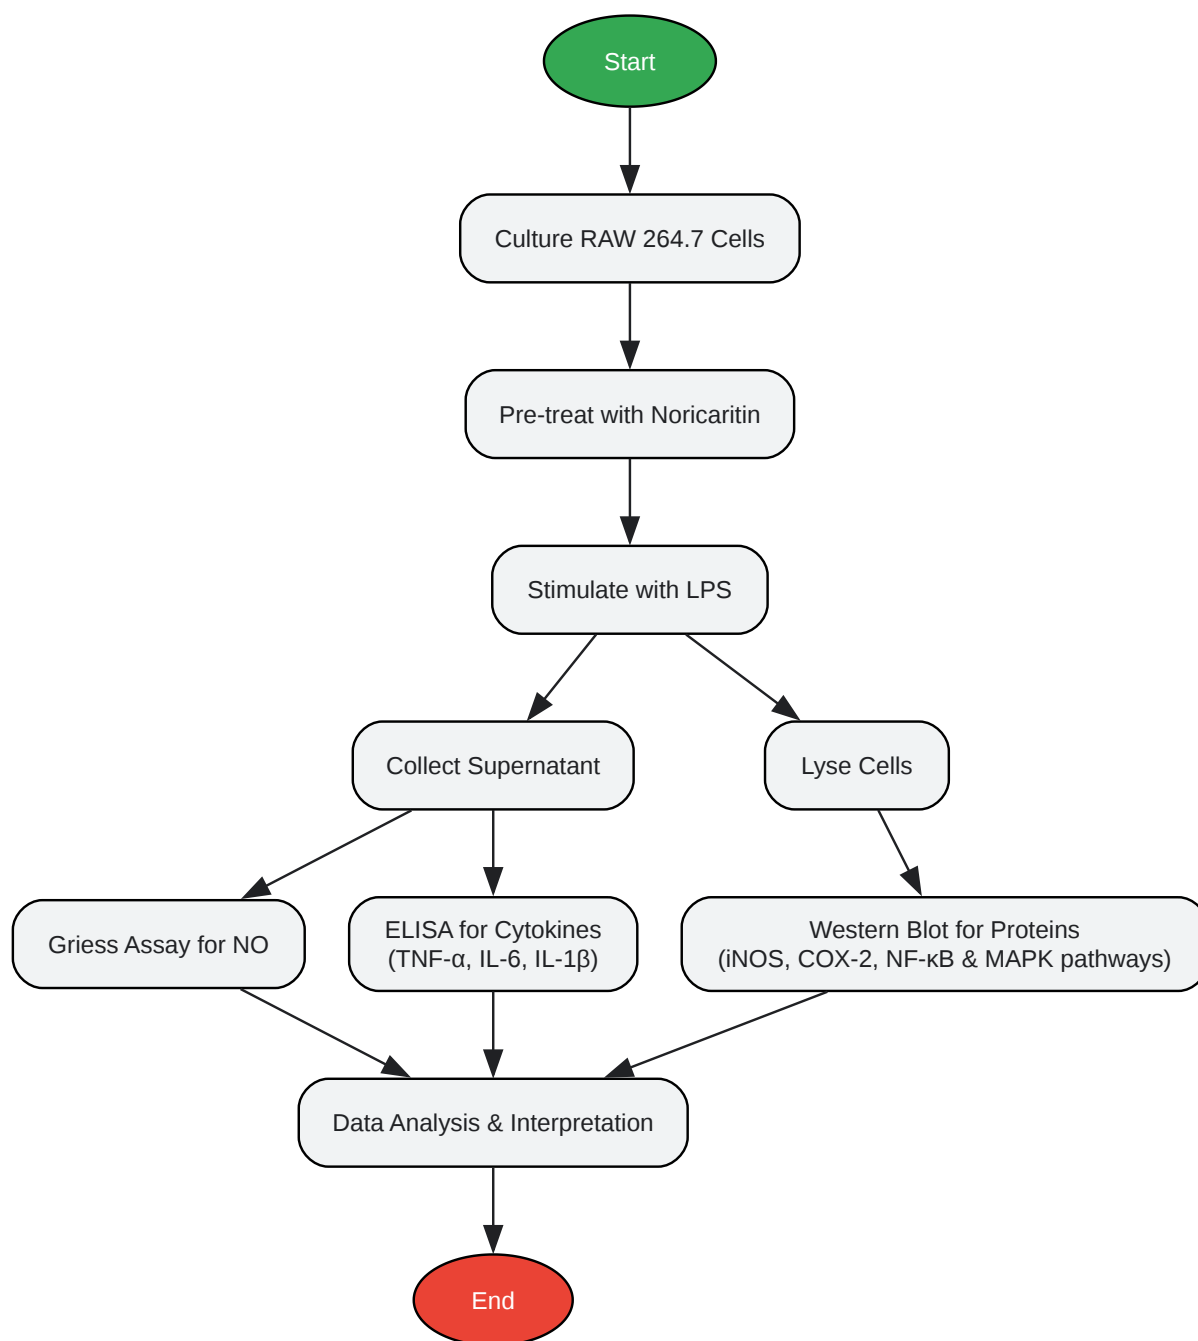 Start
Culture RAW 264.7 Cells
Pre-treat with Noricaritin
Stimulate with LPS
Collect Supernatant
Lyse Cells
Griess Assay for NO
ELISA for Cytokines
(TNF-α, IL-6, IL-1β)
Western Blot for Proteins
(iNOS, COX-2, NF-κB & MAPK pathways)
Data Analysis & Interpretation
End